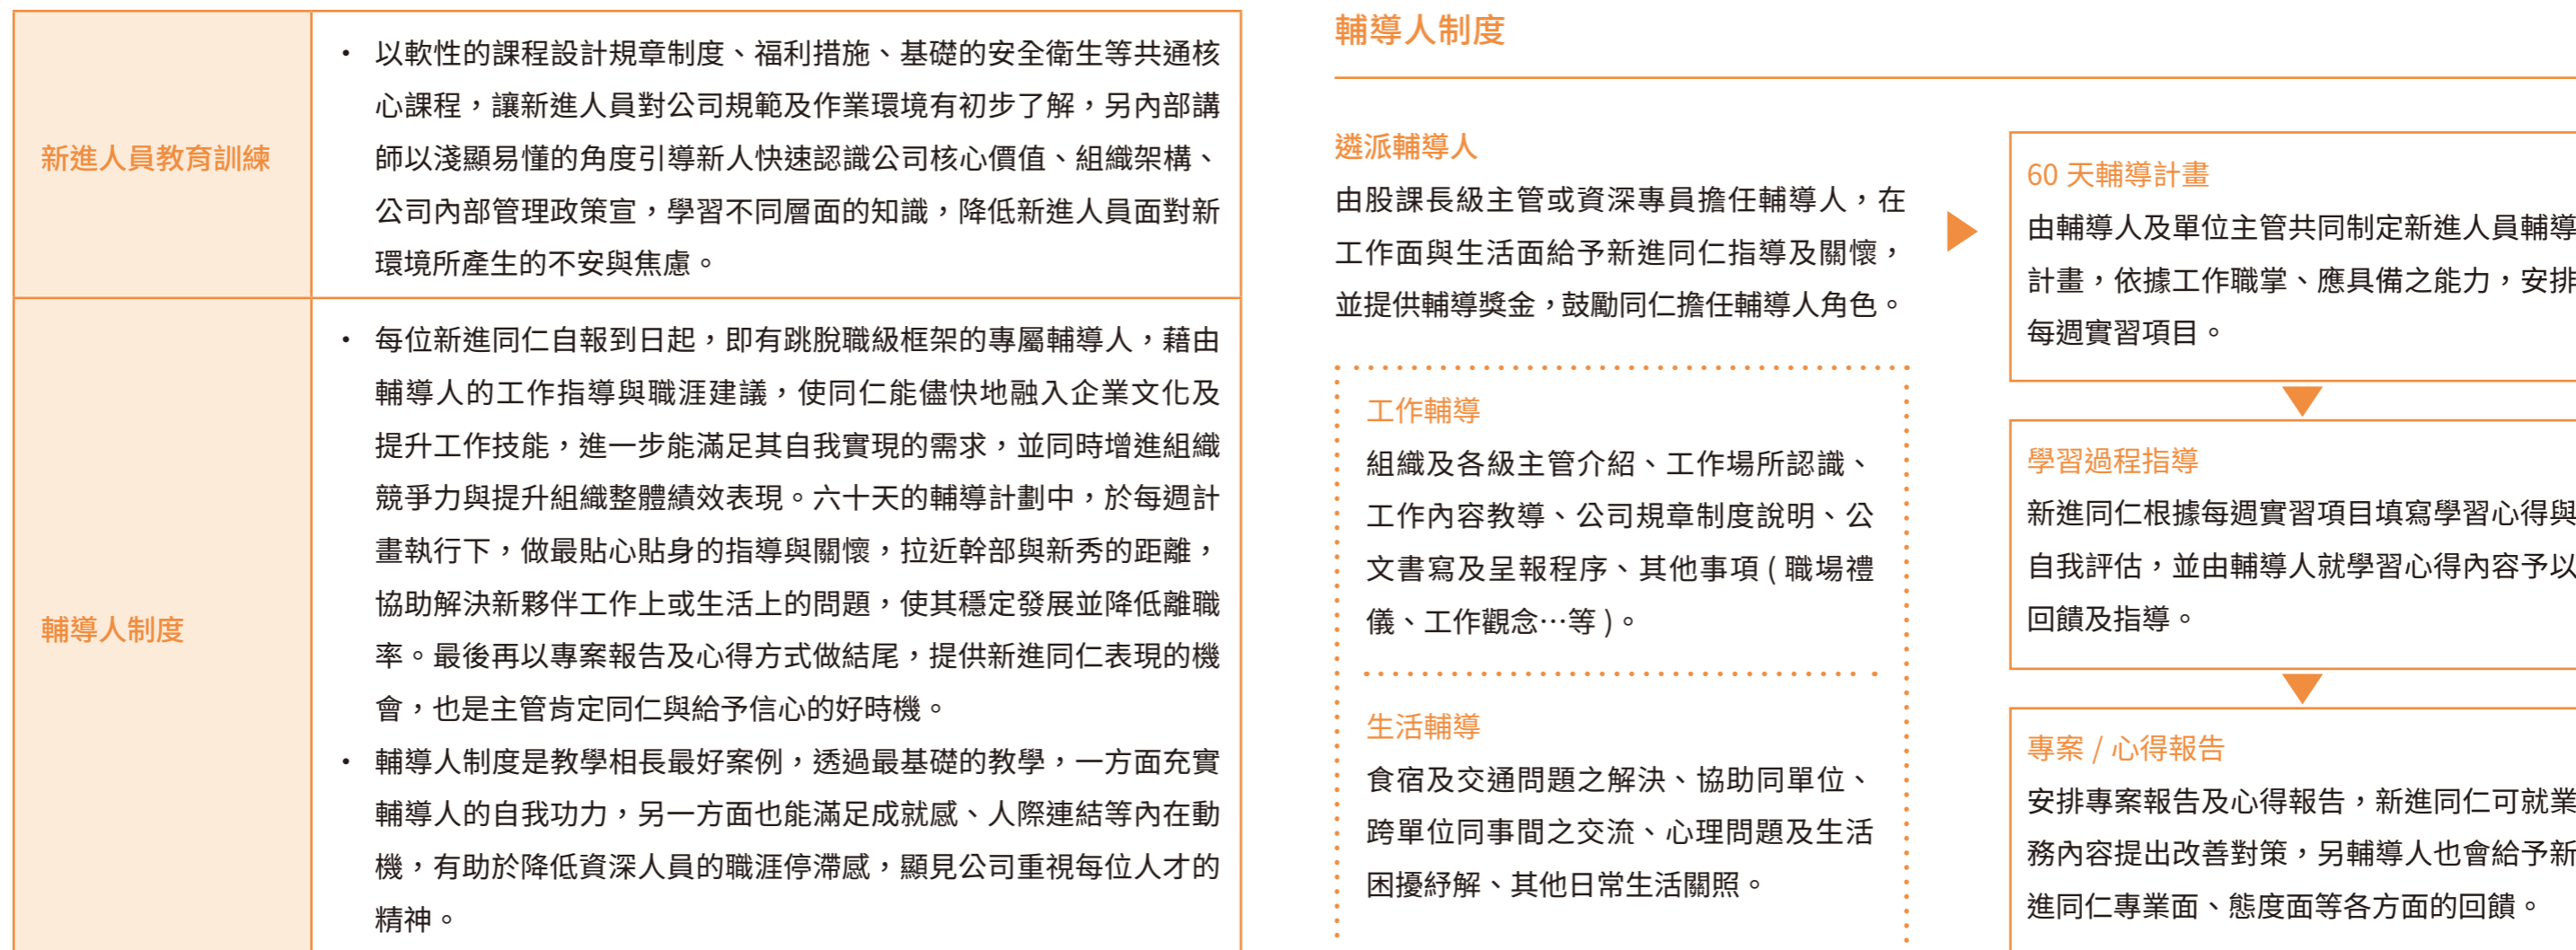 新進人員教育訓練
• 以軟性的課程設計規章制度、福利措施、基礎的安全衛生等共通核
心課程，讓新進人員對公司規範及作業環境有初步了解，另內部講
師以淺顯易懂的角度引導新人快速認識公司核心價值、組織架構、
公司內部管理政策宣，學習不同層面的知識，降低新進人員面對新
環境所產生的不安與焦慮。
輔導人制度
• 每位新進同仁自報到日起，即有跳脫職級框架的專屬輔導人，藉由
輔導人的工作指導與職涯建議，使同仁能儘快地融入企業文化及
提升工作技能，進一步能滿足其自我實現的需求，並同時增進組織
競爭力與提升組織整體績效表現。六十天的輔導計劃中，於每週計
畫執行下，做最貼心貼身的指導與關懷，拉近幹部與新秀的距離，
協助解決新夥伴工作上或生活上的問題，使其穩定發展並降低離職
率。最後再以專案報告及心得方式做結尾，提供新進同仁表現的機
會，也是主管肯定同仁與給予信心的好時機。
• 輔導人制度是教學相長最好案例，透過最基礎的教學，一方面充實
輔導人的自我功力，另一方面也能滿足成就感、人際連結等內在動
機，有助於降低資深人員的職涯停滯感，顯見公司重視每位人才的
精神。
輔導人制度
遴派輔導人
由股課長級主管或資深專員擔任輔導人，在
工作面與生活面給予新進同仁指導及關懷，
並提供輔導獎金，鼓勵同仁擔任輔導人角色。
工作輔導
組織及各級主管介紹、工作場所認識、
工作內容教導、公司規章制度說明、公
文書寫及呈報程序、其他事項 ( 職場禮
儀、工作觀念…等 )。
生活輔導
食宿及交通問題之解決、協助同單位、
跨單位同事間之交流、心理問題及生活
困擾紓解、其他日常生活關照。
60 天輔導計畫
由輔導人及單位主管共同制定新進人員輔導
計畫，依據工作職掌、應具備之能力，安排
每週實習項目。
學習過程指導
新進同仁根據每週實習項目填寫學習心得與
自我評估，並由輔導人就學習心得內容予以
回饋及指導。
專案 / 心得報告
安排專案報告及心得報告，新進同仁可就業
務內容提出改善對策，另輔導人也會給予新
進同仁專業面、態度面等各方面的回饋。